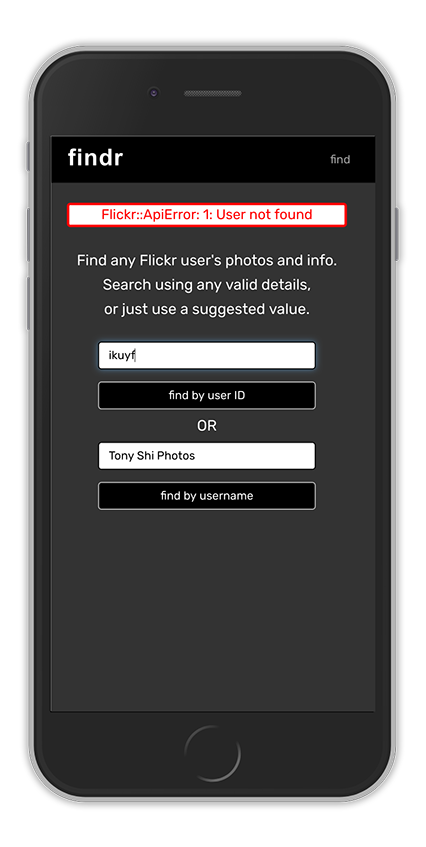 findr
find
Flickr::ApiError: 1: User not found
Find any Flickr user's photos and info.
Search using any valid details,
or just use a suggested value.
ikuyf
find by user ID
OR
Tony Shi Photos
find by username